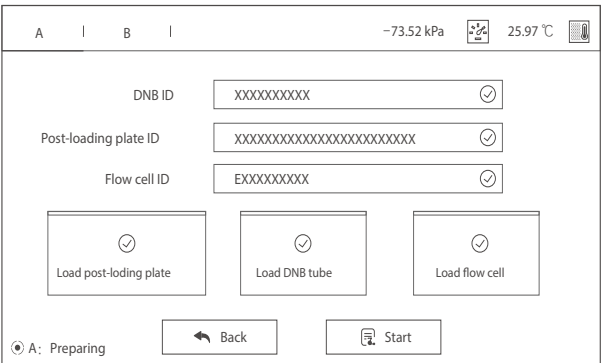 A B −73.52 kPa 25.97 ℃
DNB ID XXXXXXXXXX
Post-loading plate ID XXXXXXXXXXXXXXXXXXXXXXXX
Flow cell ID EXXXXXXXXX
Load post-loding plate Load DNB tube Load flow cell
Back Start
A: Preparing